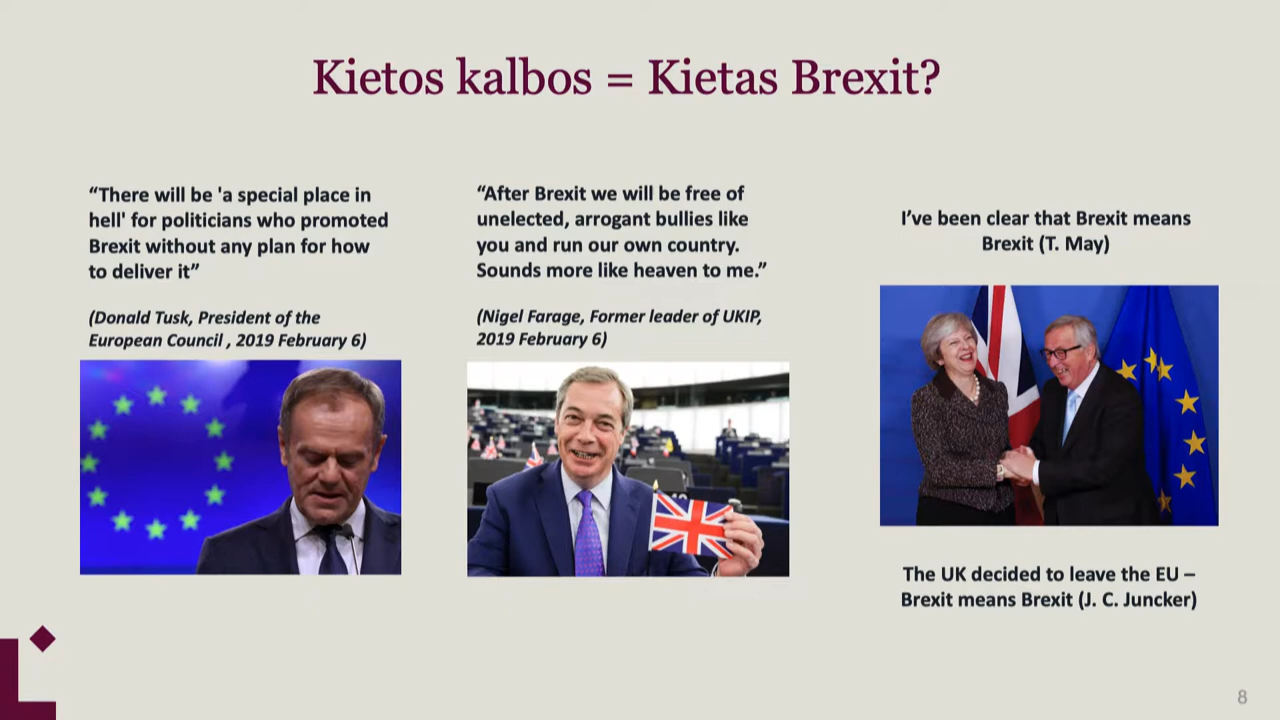 Kietos kalbos = Kietas Brexit?
“There will be 'a special place in
hell' for politicians who promoted
Brexit without any plan for how
to deliver it”
(Donald Tusk, President of the
European Council , 2019 February 6)
“After Brexit we will be free of
unelected, arrogant bullies like
you and run our own country.
Sounds more like heaven to me.”
(Nigel Farage, Former leader of UKIP,
2019 February 6)
I’ve been clear that Brexit means
Brexit (T. May)
The UK decided to leave the EU –
Brexit means Brexit (J. C. Juncker)
8